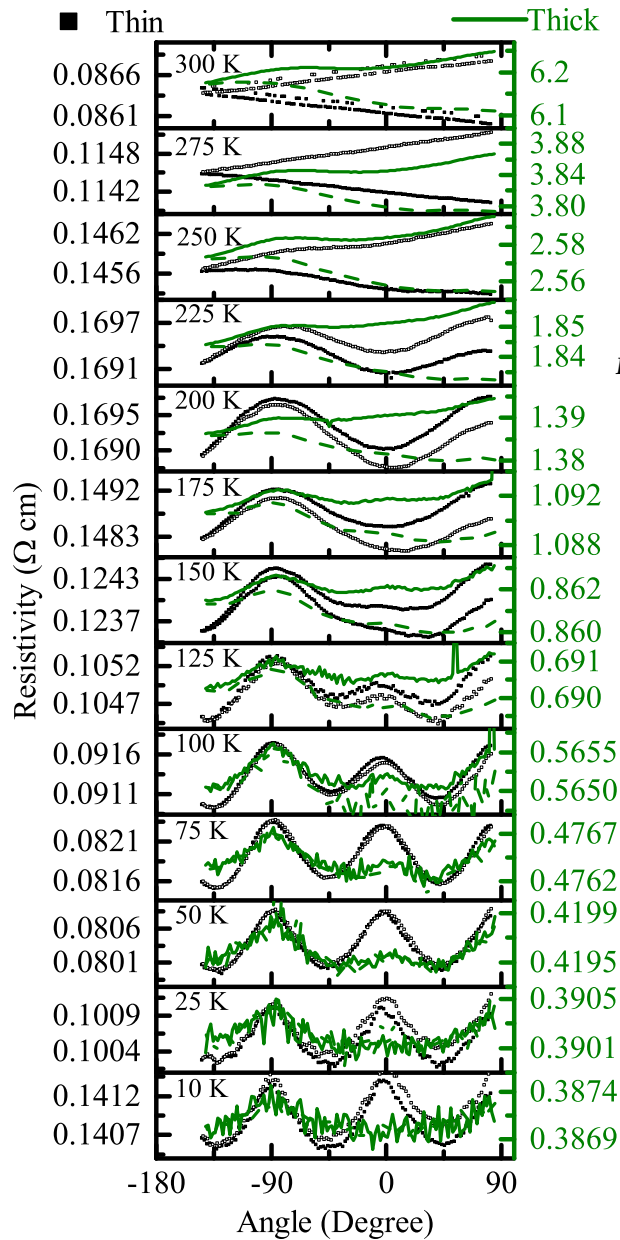 Thin Thick
300 K
0.0866 6.2
0.0861 6.1
275 K 3.88
0.1148 3.84
0.1142 3.80
250 K
0.1462 2.58
0.1456 2.56
225 K
0.1697 1.85
0.1691 1.84
200 K
0.1695 1.39
0.1690 1.38
175 K
0.1492 1.092
0.1483 1.088
150 K
0.1243 0.862
0.1237 0.860
125 K
0.1052 0.691
0.1047 0.690
100 K
0.0916 0.5655
0.0911 0.5650
75 K
0.0821 0.4767
0.0816 0.4762
50 K
0.0806 0.4199
0.0801 0.4195
25 K
0.1009 0.3905
0.1004 0.3901
10 K
0.1412 0.3874
0.1407 0.3869
Resistivity (Ω cm)
-180 -90 0 90
Angle (Degree)